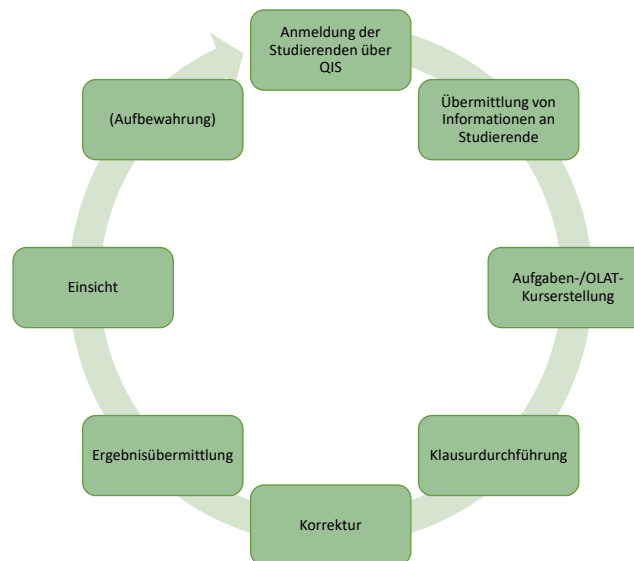 Anmeldung der
Studierenden über
QIS
Übermittlung von
Informationen an
Studierende
Aufgaben-/OLAT-
Kurserstellung
Klausurdurchführung
Korrektur
Ergebnisübermittlung
Einsicht
(Aufbewahrung)